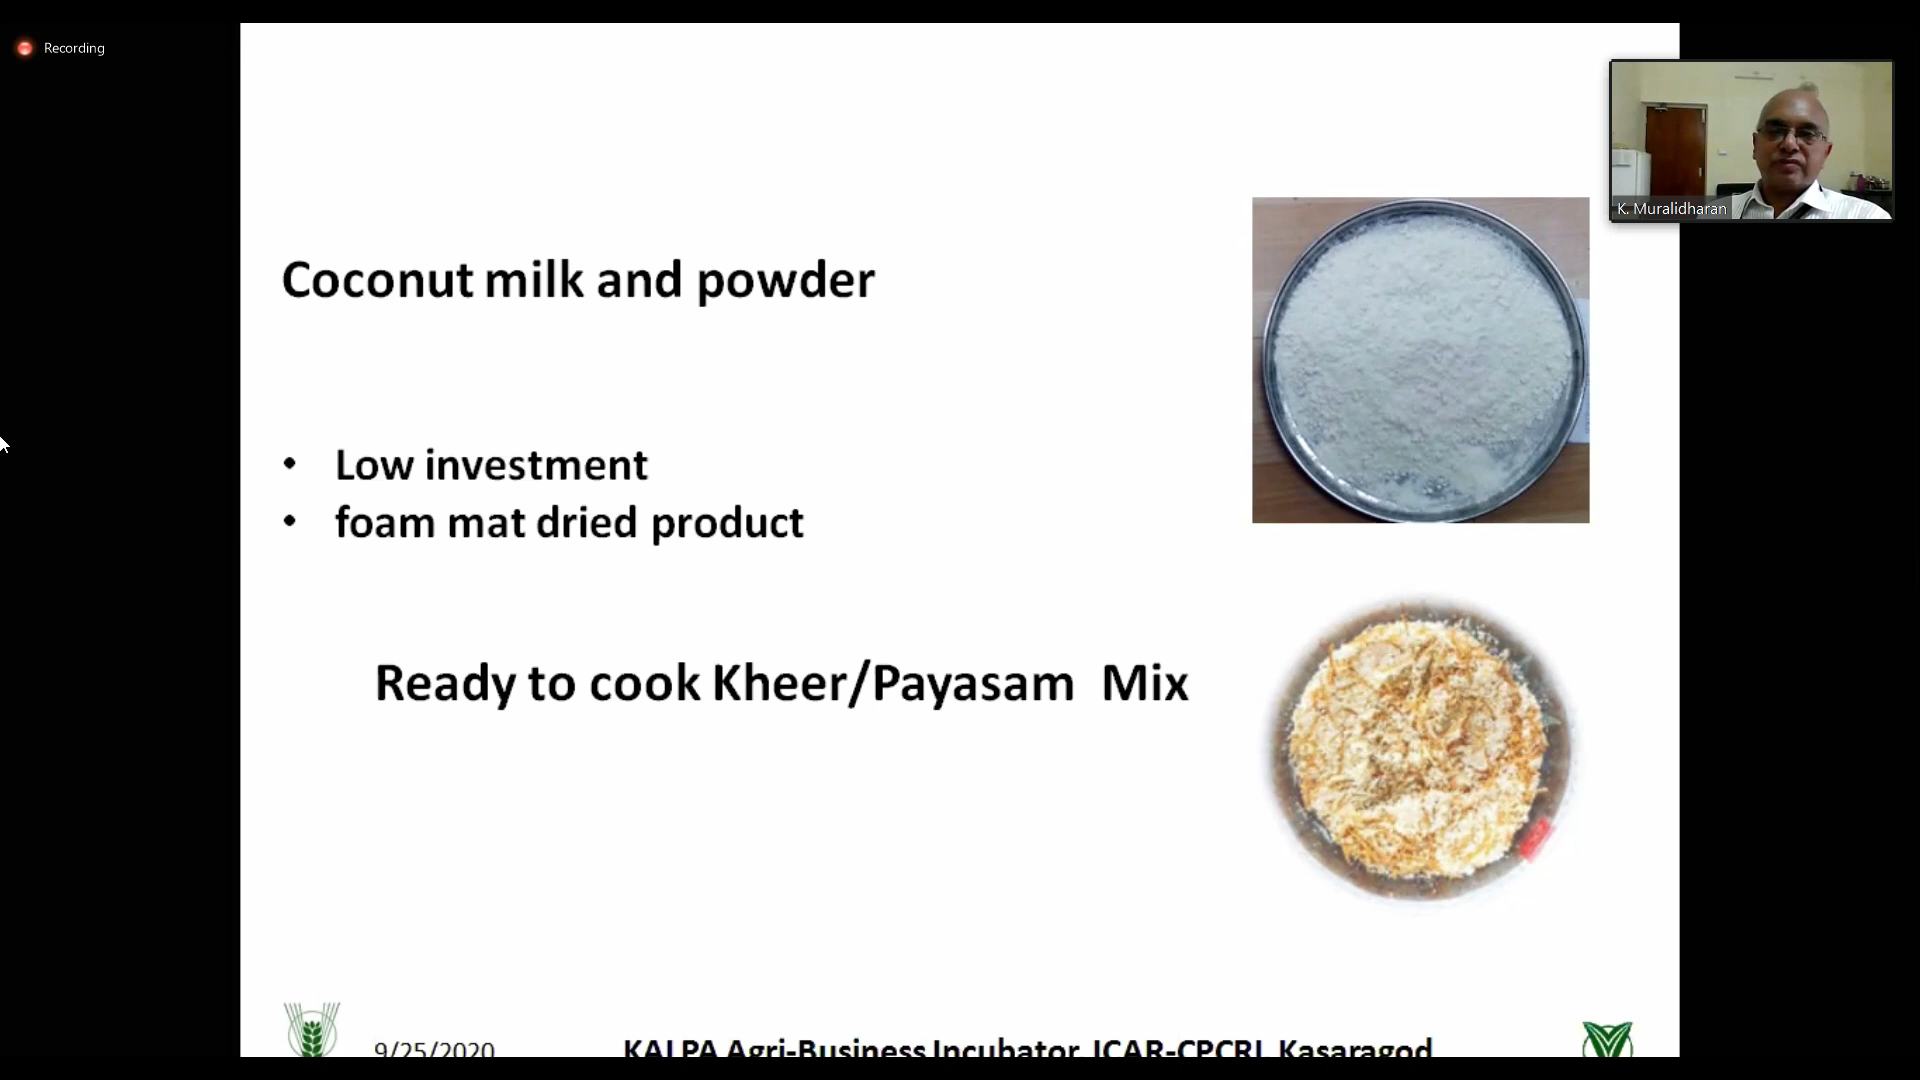 Recording
K. Muralidharan
Coconut milk and powder
• Low investment
• foam mat dried product
Ready to cook Kheer/Payasam Mix
9/25/2020
KALPA Agri-Business Incubator, ICAR-CPCRI, Kasaragod